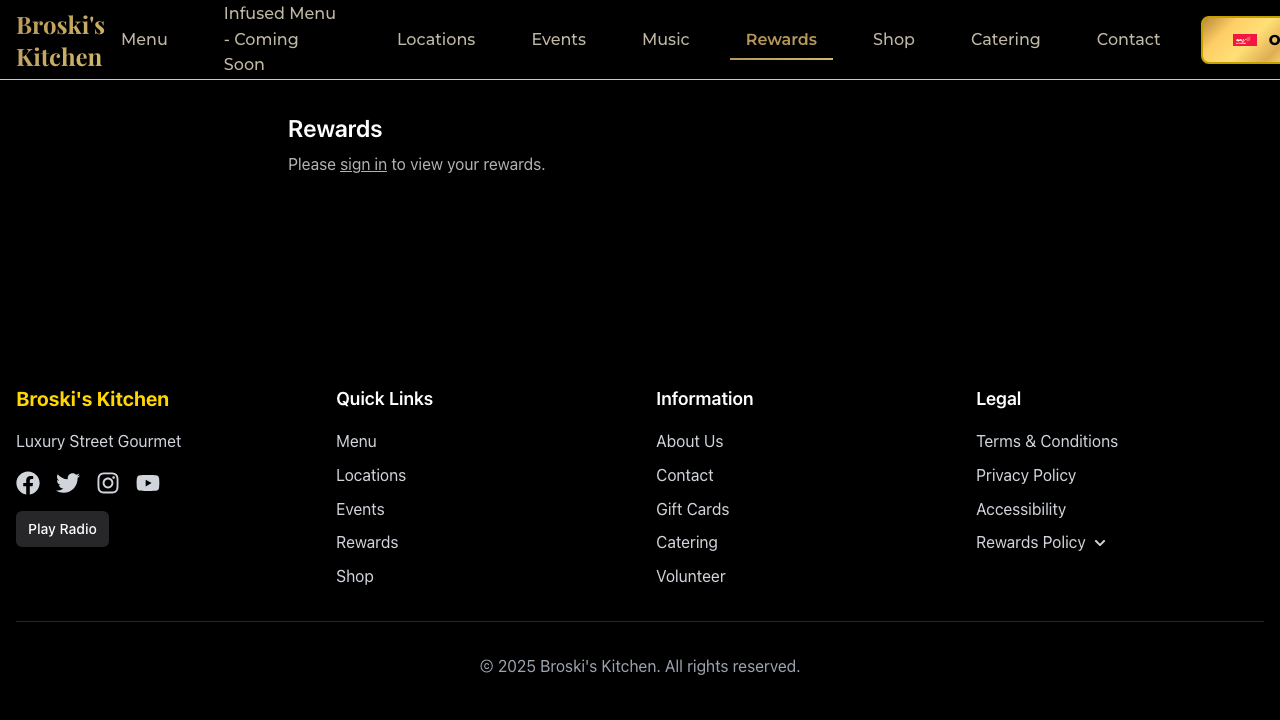 Broski's
Kitchen
Menu
Infused Menu
- Coming
Soon
Locations
Events
Music
Rewards
Shop
Catering
Contact
Rewards
Please sign in to view your rewards.
Broski's Kitchen
Luxury Street Gourmet
Play Radio
Quick Links
Menu
Locations
Events
Rewards
Shop
Information
About Us
Contact
Gift Cards
Catering
Volunteer
Legal
Terms & Conditions
Privacy Policy
Accessibility
Rewards Policy
© 2025 Broski's Kitchen. All rights reserved.